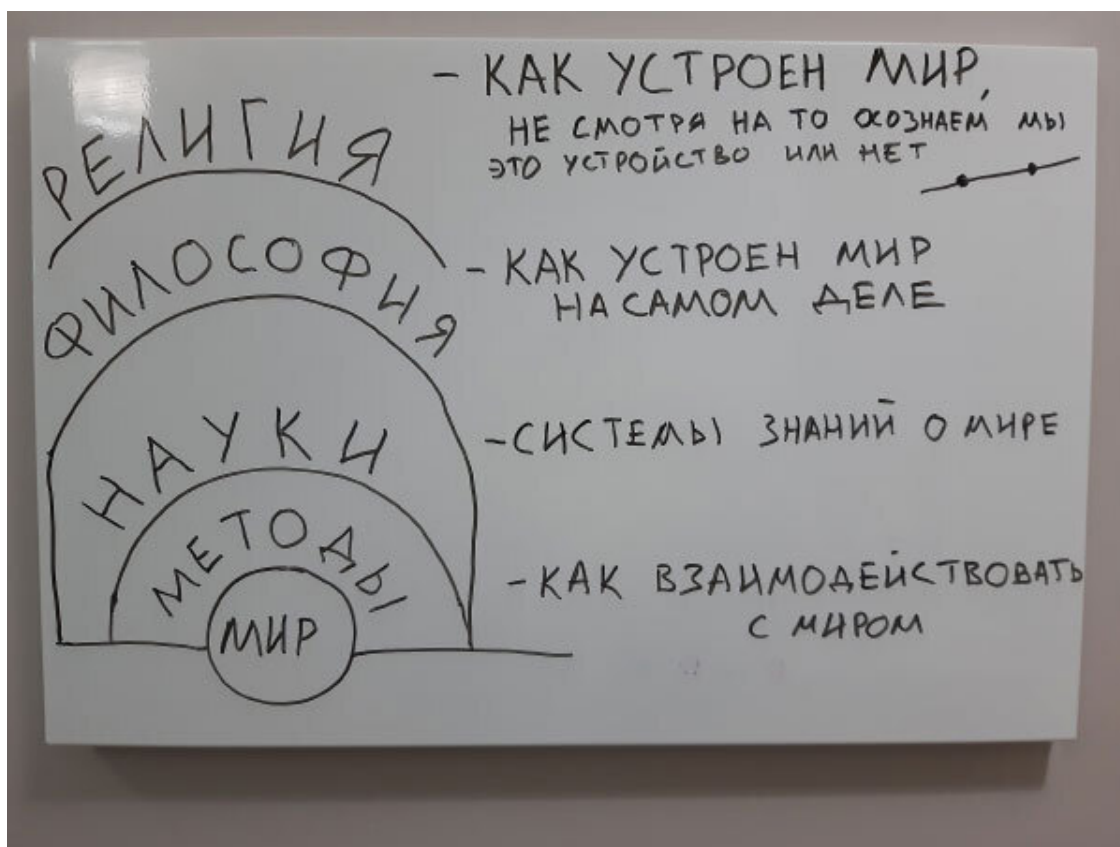 РЕЛИГИЯ
- КАК УСТРОЕН МИР,
НЕ СМОТРЯ НА ТО ОСОЗНАЕМ МЫ
ЭТО УСТРОЙСТВО ИЛИ НЕТ
ФИЛОСОФИЯ
- КАК УСТРОЕН МИР
НА САМОМ ДЕЛЕ
НАУКИ
- СИСТЕМЫ ЗНАНИЙ О МИРЕ
МЕТОДЫ
- КАК ВЗАИМОДЕЙСТВОВАТЬ
С МИРОМ
МИР